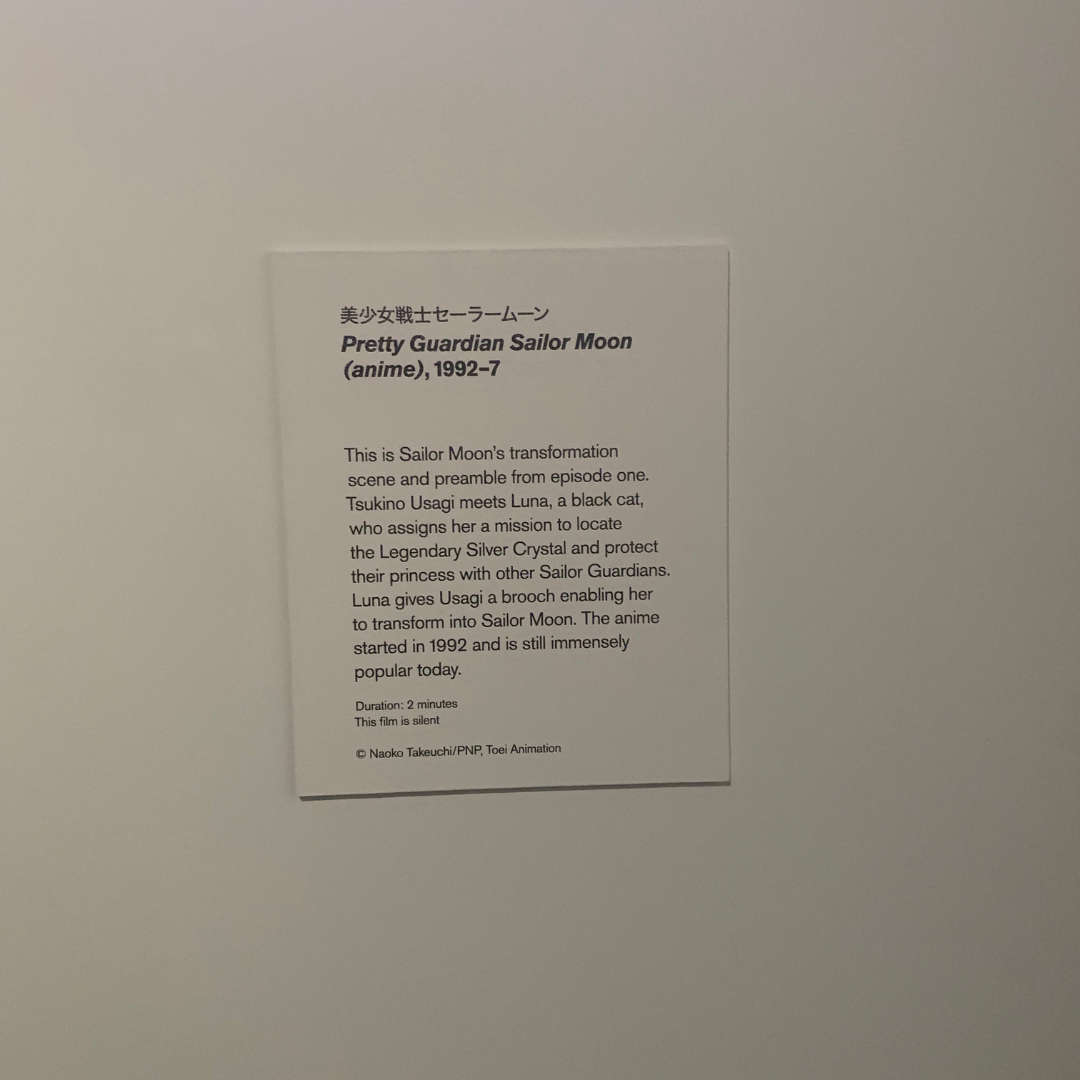 美少女戦士セーラームーン
Pretty Guardian Sailor Moon
(anime), 1992–7
This is Sailor Moon's transformation
scene and preamble from episode one.
Tsukino Usagi meets Luna, a black cat,
who assigns her a mission to locate
the Legendary Silver Crystal and protect
their princess with other Sailor Guardians.
Luna gives Usagi a brooch enabling her
to transform into Sailor Moon. The anime
started in 1992 and is still immensely
popular today.
Duration: 2 minutes
This film is silent
© Naoko Takeuchi/PNP, Toei Animation